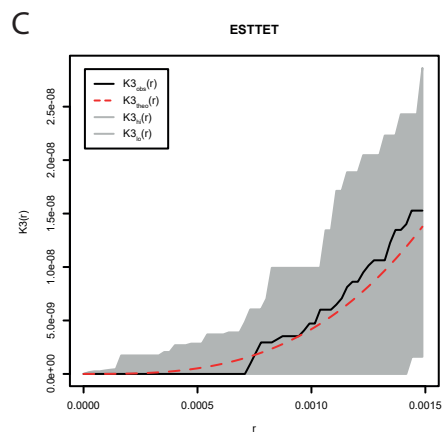 C
ESTTET
K3obs(r)
K3theo(r)
K3hi(r)
K3lo(r)
K3(r)
2.5e-08
2.0e-08
1.5e-08
1.0e-08
5.0e-09
0.0e+00
0.0000 0.0005 0.0010 0.0015
r